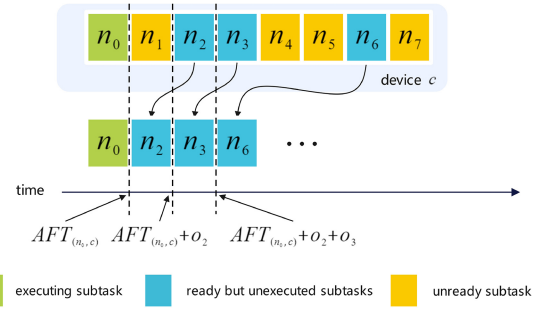 n₀ n₁ n₂ n₃ n₄ n₅ n₆ n₇
device c
n₀ n₂ n₃ n₆ ...
time
AFT₍ₙ₀,c₎ AFT₍ₙ₀,c₎+o₂ AFT₍ₙ₀,c₎+o₂+o₃
executing subtask ready but unexecuted subtasks unready subtask